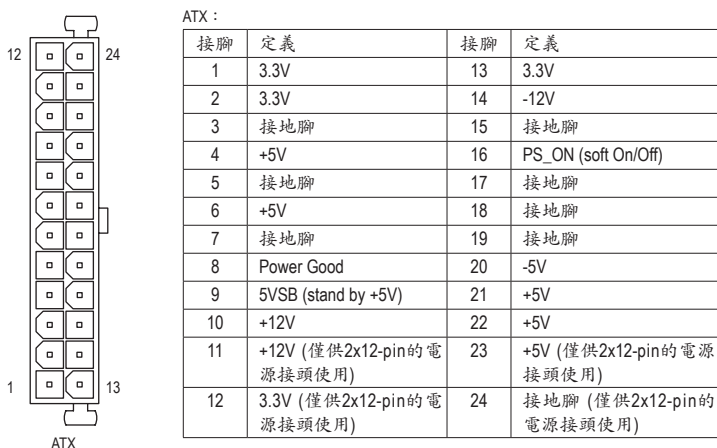 ATX：
12
24
1
13
ATX
接腳 定義 接腳 定義
1 3.3V 13 3.3V
2 3.3V 14 -12V
3 接地腳 15 接地腳
4 +5V 16 PS_ON (soft On/Off)
5 接地腳 17 接地腳
6 +5V 18 接地腳
7 接地腳 19 接地腳
8 Power Good 20 -5V
9 5VSB (stand by +5V) 21 +5V
10 +12V 22 +5V
11 +12V (僅供2x12-pin的電 23 +5V (僅供2x12-pin的電源
源接頭使用) 接頭使用)
12 3.3V (僅供2x12-pin的電 24 接地腳 (僅供2x12-pin的
源接頭使用) 電源接頭使用)